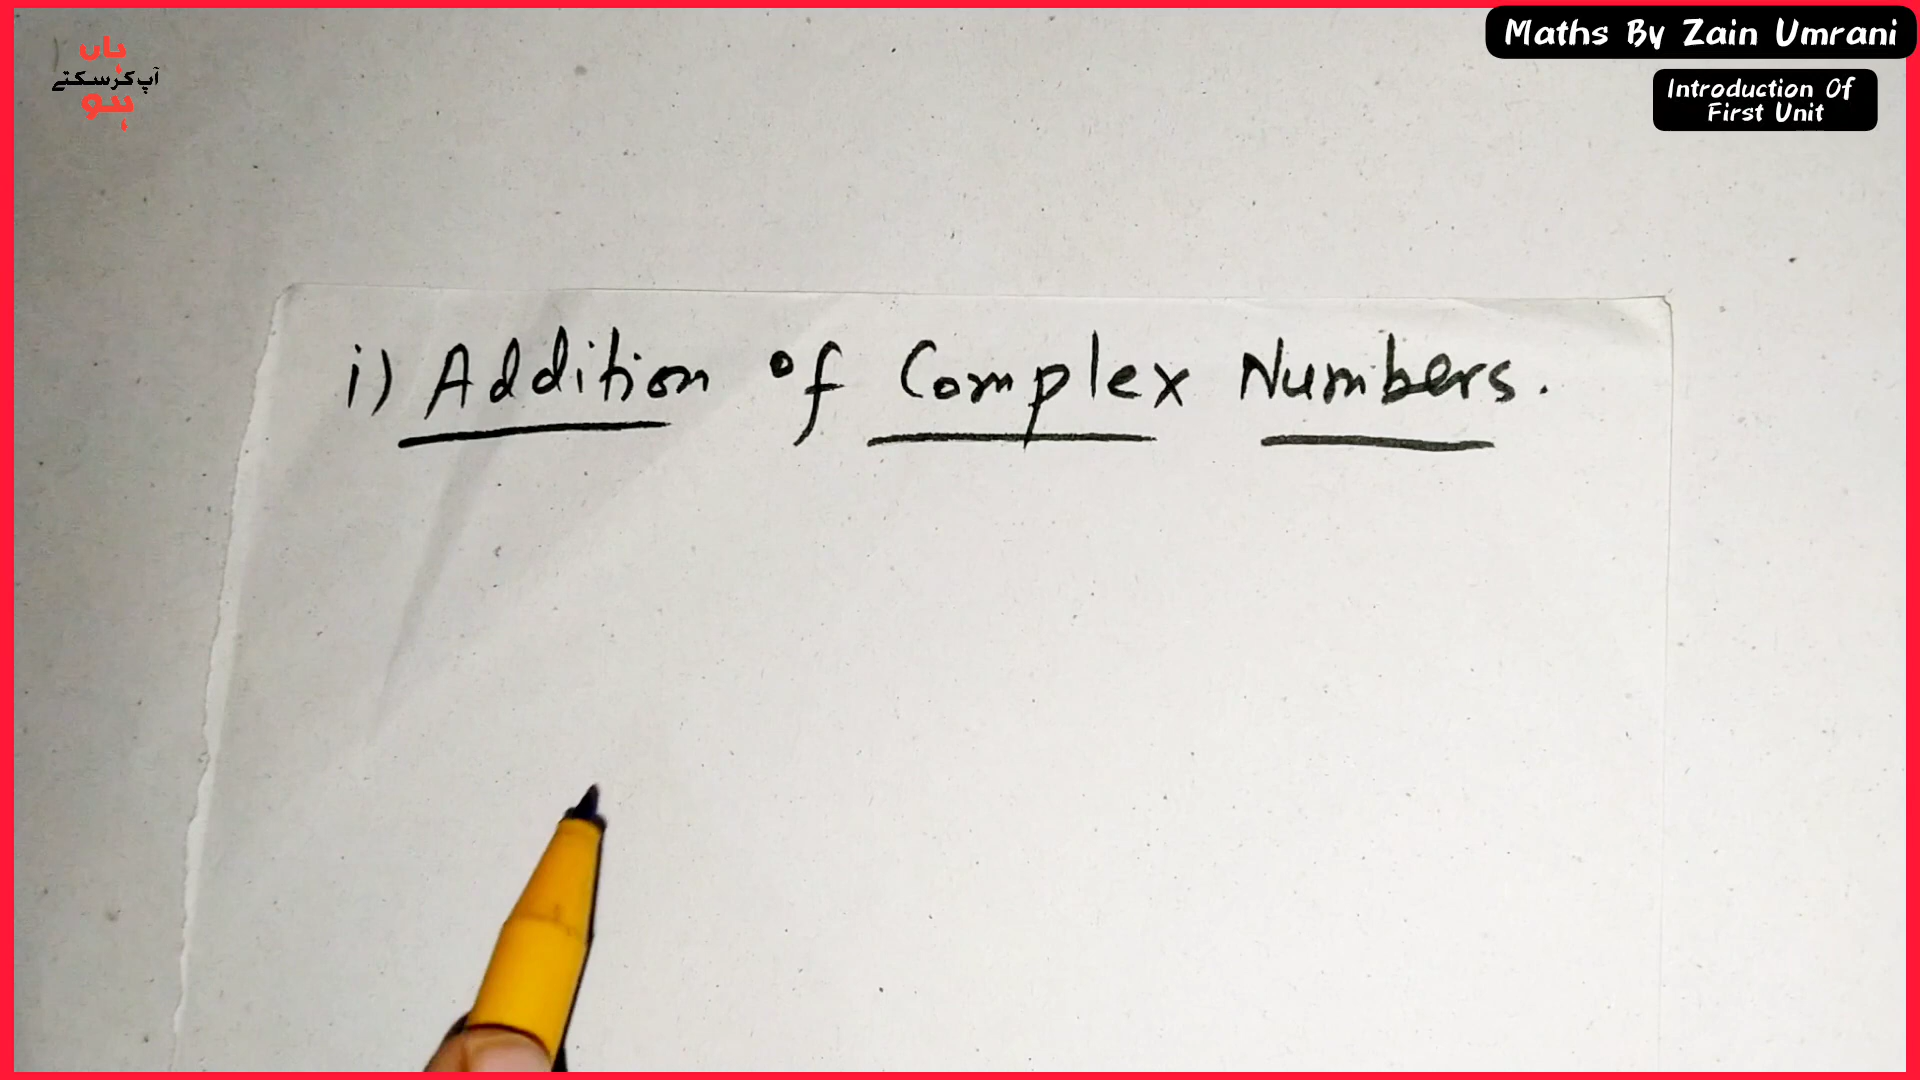 Maths By Zain Umrani
Introduction Of
First Unit
ہاں
آپ کر سکتے
ہو
i) Addition of Complex Numbers.